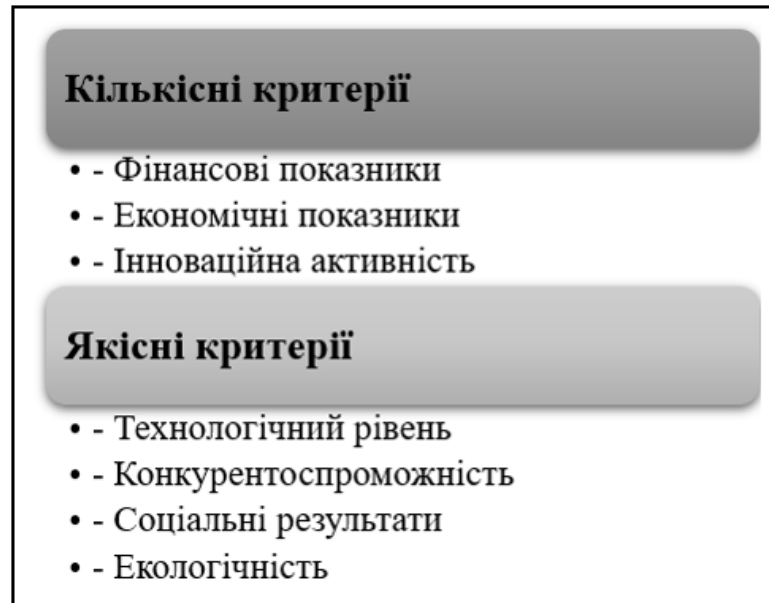 Кількісні критерії
• - Фінансові показники
• - Економічні показники
• - Інноваційна активність
Якісні критерії
• - Технологічний рівень
• - Конкурентоспроможність
• - Соціальні результати
• - Екологічність